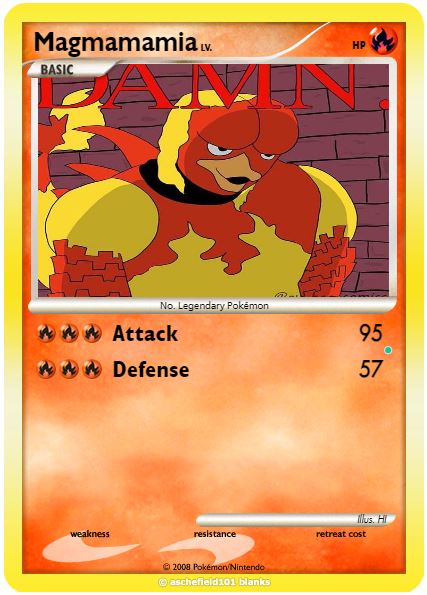 Magmamamia LV.
HP
BASIC
DAMN.
No. Legendary Pokémon
Attack 95
Defense 57
Illus. HI
weakness resistance retreat cost
© 2008 Pokémon/Nintendo
© aschefield101 blanks